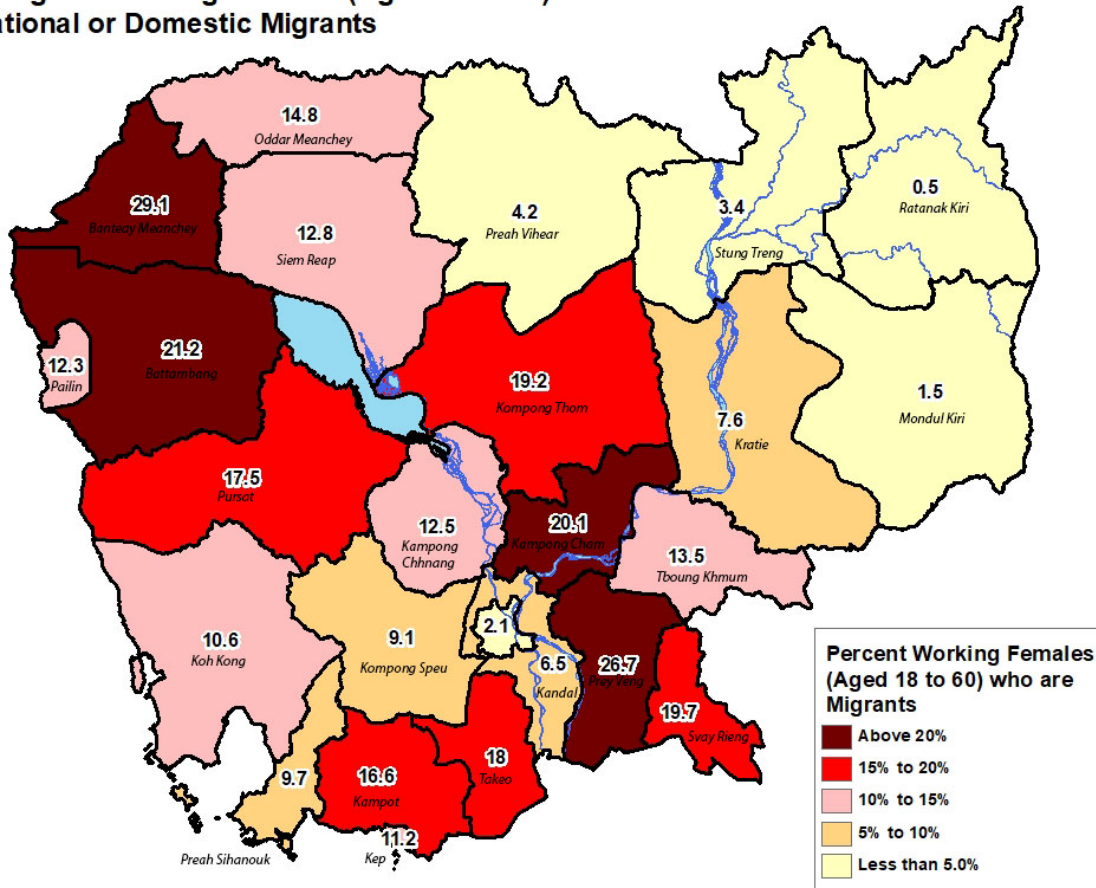 ational or Domestic Migrants
14.8
Oddar Meanchey
29.1
Banteay Meanchey
12.8
Siem Reap
4.2
Preah Vihear
3.4
Stung Treng
0.5
Ratanak Kiri
21.2
Battambang
12.3
Pailin
19.2
Kompong Thom
7.6
Kratie
1.5
Mondul Kiri
17.5
Pursat
12.5
Kampong
Chhnang
20.1
Kampong Cham
13.5
Tboung Khmum
10.6
Koh Kong
9.1
Kompong Speu
2.1
6.5
Kandal
26.7
Prey Veng
19.7
Svay Rieng
9.7
Preah Sihanouk
16.6
Kampot
18
Takeo
11.2
Kep
Percent Working Females
(Aged 18 to 60) who are
Migrants
Above 20%
15% to 20%
10% to 15%
5% to 10%
Less than 5.0%